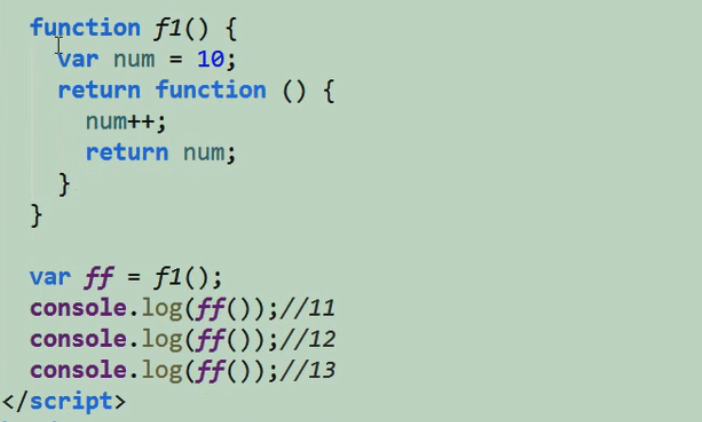 function f1() {
var num = 10;
return function () {
num++;
return num;
}
}
var ff = f1();
console.log(ff());//11
console.log(ff());//12
console.log(ff());//13
</script>